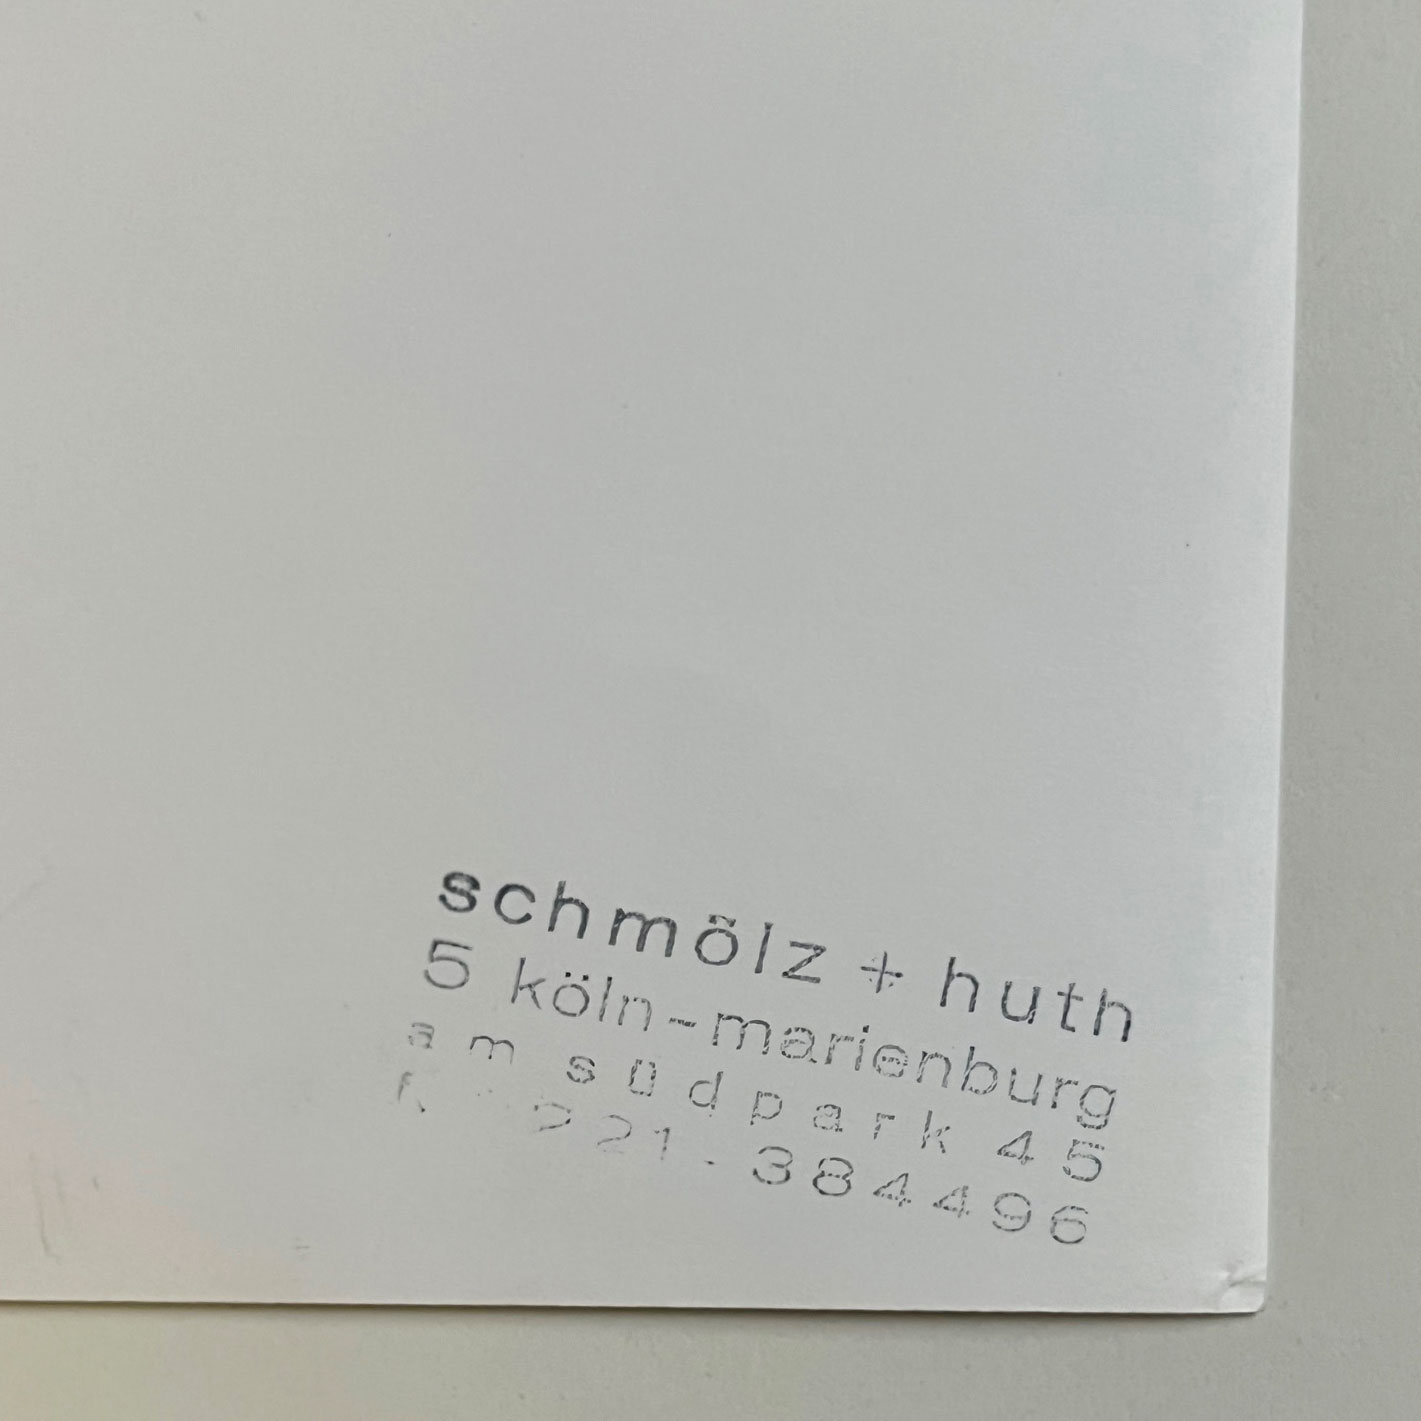 schmölz + huth
5 köln-marienburg
am südpark 45
221-384496